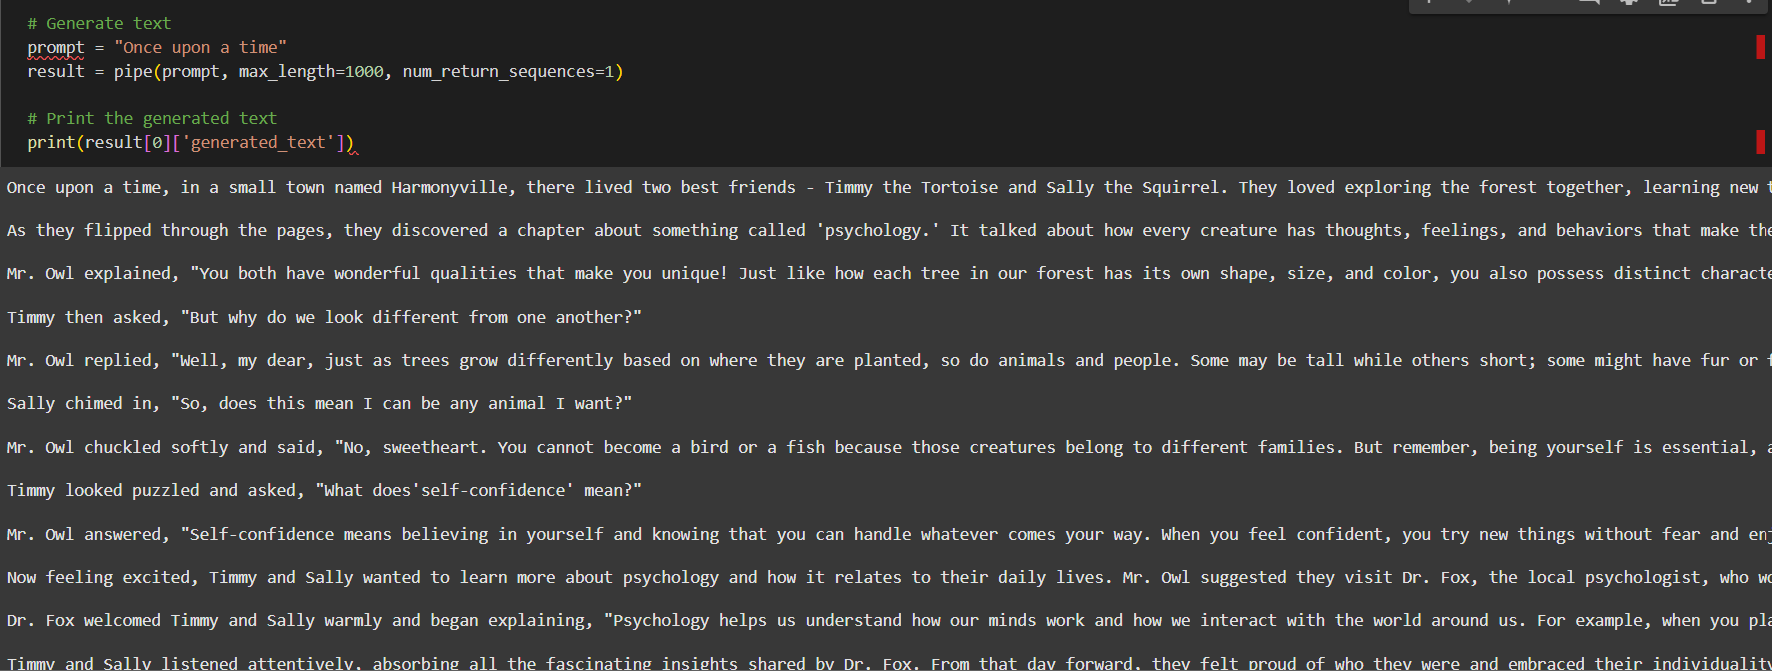 # Generate text
prompt = "Once upon a time"
result = pipe(prompt, max_length=1000, num_return_sequences=1)
# Print the generated text
print(result[0]['generated_text'])
Once upon a time, in a small town named Harmonyville, there lived two best friends - Timmy the Tortoise and Sally the Squirrel. They loved exploring the forest together, learning new
As they flipped through the pages, they discovered a chapter about something called 'psychology.' It talked about how every creature has thoughts, feelings, and behaviors that make
Mr. Owl explained, "You both have wonderful qualities that make you unique! Just like how each tree in our forest has its own shape, size, and color, you also possess distinct
Timmy then asked, "But why do we look different from one another?"
Mr. Owl replied, "Well, my dear, just as trees grow differently based on where they are planted, so do animals and people. Some may be tall while others short; some might have fur or
Sally chimed in, "So, does this mean I can be any animal I want?"
Mr. Owl chuckled softly and said, "No, sweetheart. You cannot become a bird or a fish because those creatures belong to different families. But remember, being yourself is essential,
Timmy looked puzzled and asked, "What does'self-confidence' mean?"
Mr. Owl answered, "Self-confidence means believing in yourself and knowing that you can handle whatever comes your way. When you feel confident, you try new things without fear and
Now feeling excited, Timmy and Sally wanted to learn more about psychology and how it relates to their daily lives. Mr. Owl suggested they visit Dr. Fox, the local psychologist, who
Dr. Fox welcomed Timmy and Sally warmly and began explaining, "Psychology helps us understand how our minds work and how we interact with the world around us. For example, when you
Timmy and Sally listened attentively, absorbing all the fascinating insights shared by Dr. Fox. From that day forward, they felt proud of who they were and embraced their individuality